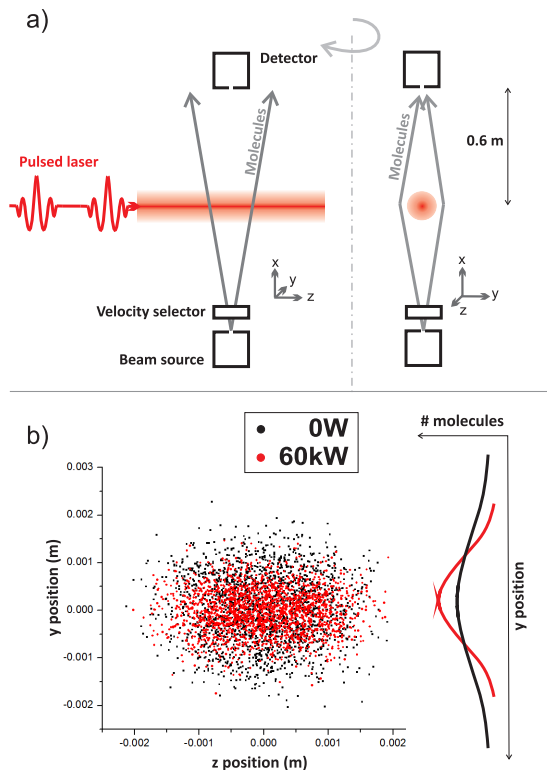 a)
Detector
Molecules
Molecules
0.6 m
Pulsed laser
x
y
z
x
y
z
Velocity selector
Beam source
b)
0W
60kW
# molecules
0.003
0.002
0.001
0.000
-0.001
-0.002
y position (m)
-0.002
-0.001
0.000
0.001
0.002
z position (m)
y position